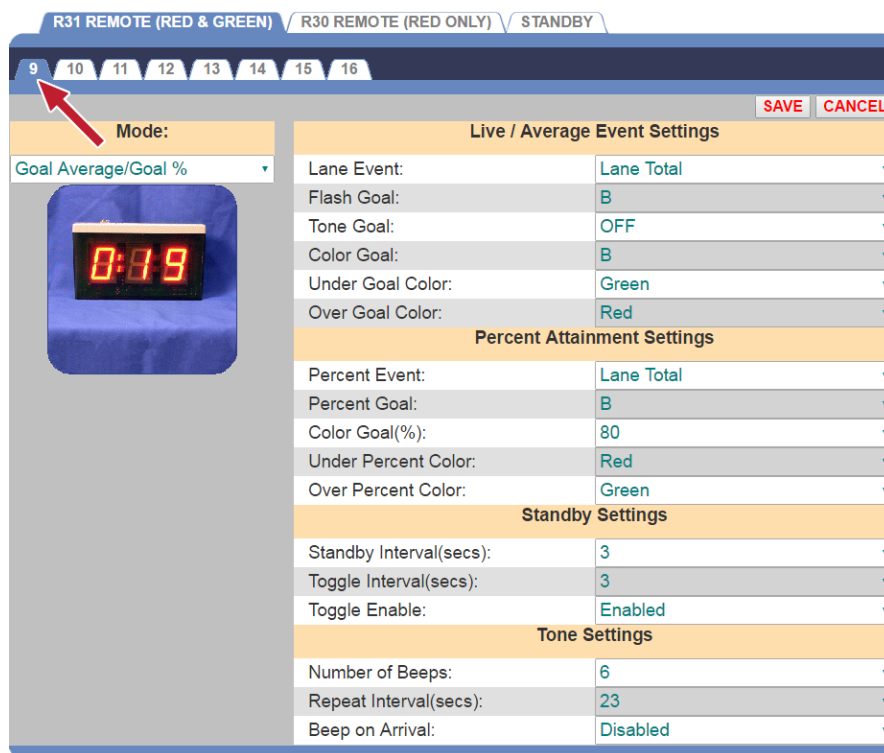 R31 REMOTE (RED & GREEN) R30 REMOTE (RED ONLY) STANDBY
9 10 11 12 13 14 15 16
SAVE CANCEL
Mode:
Goal Average/Goal %
0:19
Live / Average Event Settings
Lane Event: Lane Total
Flash Goal: B
Tone Goal: OFF
Color Goal: B
Under Goal Color: Green
Over Goal Color: Red
Percent Attainment Settings
Percent Event: Lane Total
Percent Goal: B
Color Goal(%): 80
Under Percent Color: Red
Over Percent Color: Green
Standby Settings
Standby Interval(secs): 3
Toggle Interval(secs): 3
Toggle Enable: Enabled
Tone Settings
Number of Beeps: 6
Repeat Interval(secs): 23
Beep on Arrival: Disabled